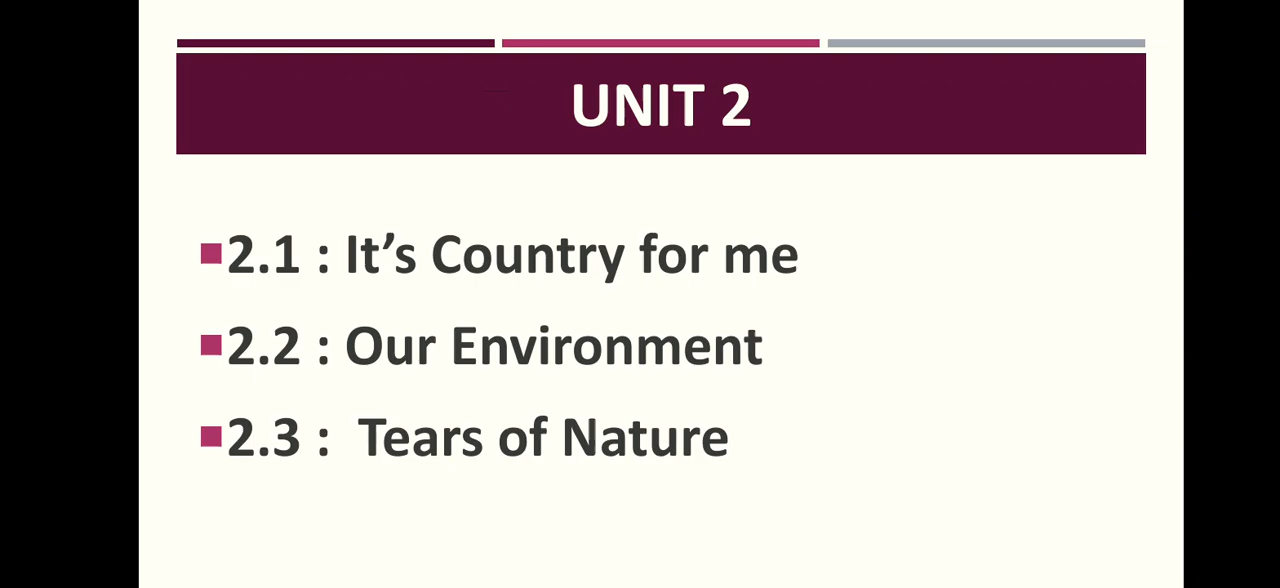 UNIT 2
2.1 : It’s Country for me
2.2 : Our Environment
2.3 :  Tears of Nature